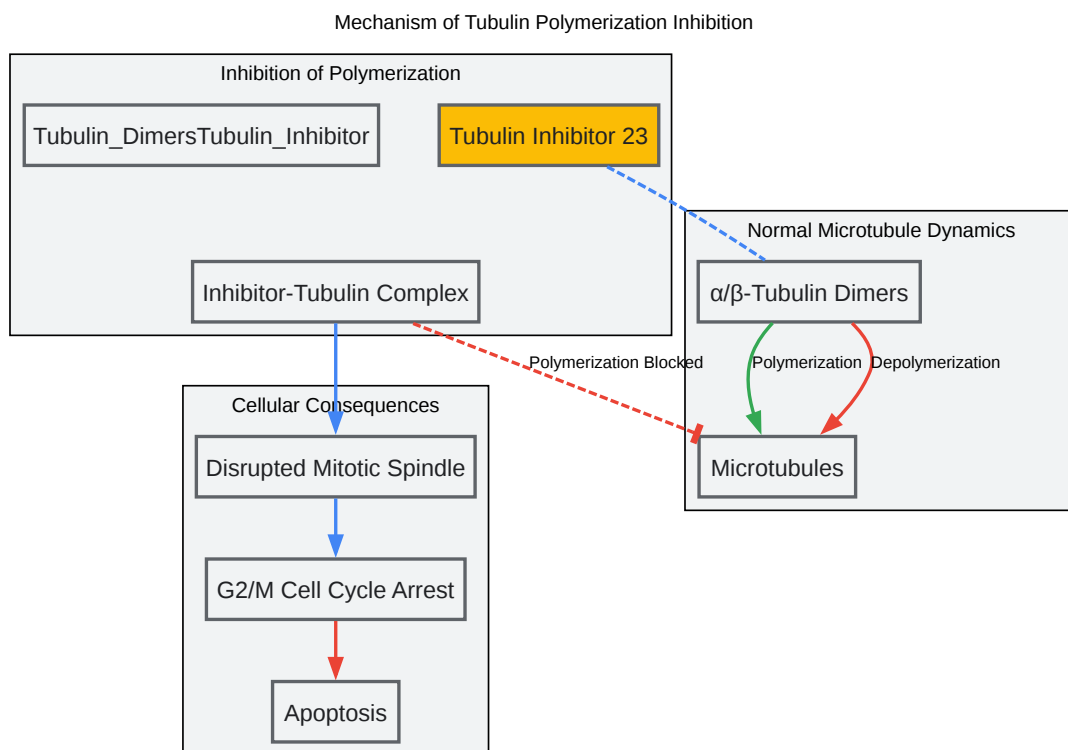 Mechanism of Tubulin Polymerization Inhibition
Inhibition of Polymerization
Tubulin_DimersTubulin_Inhibitor
Tubulin Inhibitor 23
Normal Microtubule Dynamics
α/β-Tubulin Dimers
Inhibitor-Tubulin Complex
Polymerization Blocked
Polymerization
Depolymerization
Cellular Consequences
Disrupted Mitotic Spindle
Microtubules
G2/M Cell Cycle Arrest
Apoptosis